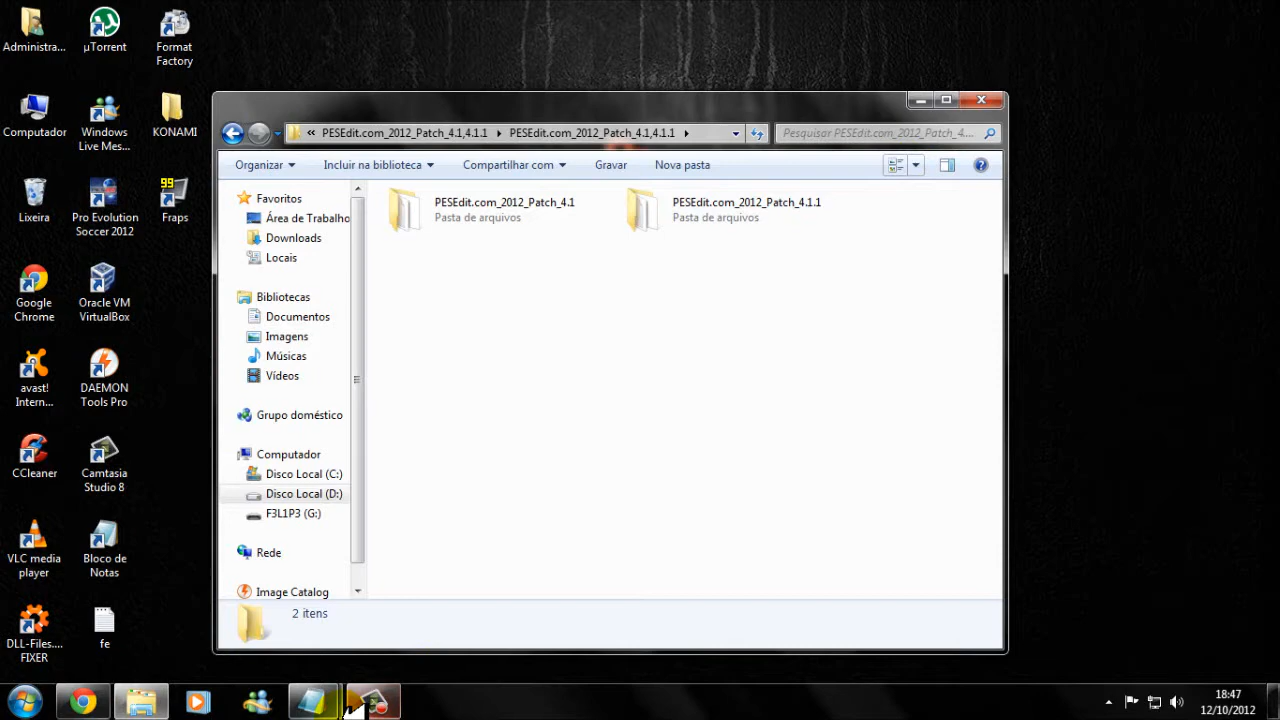 Administra...
µTorrent
Format
Factory
Computador
Windows
Live Mes...
KONAMI
Lixeira
Pro Evolution
Soccer 2012
99
Fraps
Google
Chrome
Oracle VM
VirtualBox
avast!
Intern...
DAEMON
Tools Pro
CCleaner
Camtasia
Studio 8
VLC media
player
Bloco de
Notas
DLL-Files....
FIXER
fe
« PESEdit.com_2012_Patch_4.1,4.1.1 PESEdit.com_2012_Patch_4.1,4.1.1
Pesquisar PESEdit.com_2012_Patch_4....
Organizar Incluir na biblioteca Compartilhar com Gravar Nova pasta
Favoritos
Área de Trabalho
Downloads
Locais
Bibliotecas
Documentos
Imagens
Músicas
Vídeos
Grupo doméstico
Computador
Disco Local (C:)
Disco Local (D:)
F3L1P3 (G:)
Rede
Image Catalog
PESEdit.com_2012_Patch_4.1
Pasta de arquivos
PESEdit.com_2012_Patch_4.1.1
Pasta de arquivos
2 itens
18:47
12/10/2012